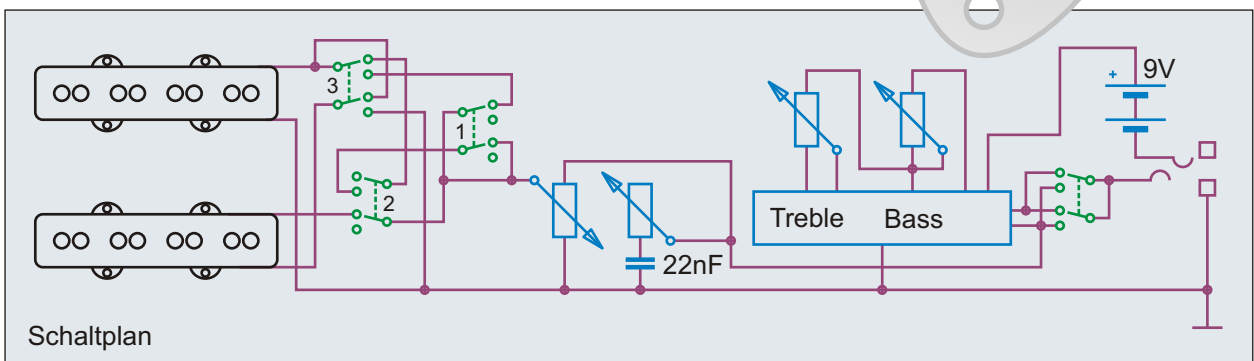 3
1
2
22nF
Treble Bass
+ 9V
Schaltplan